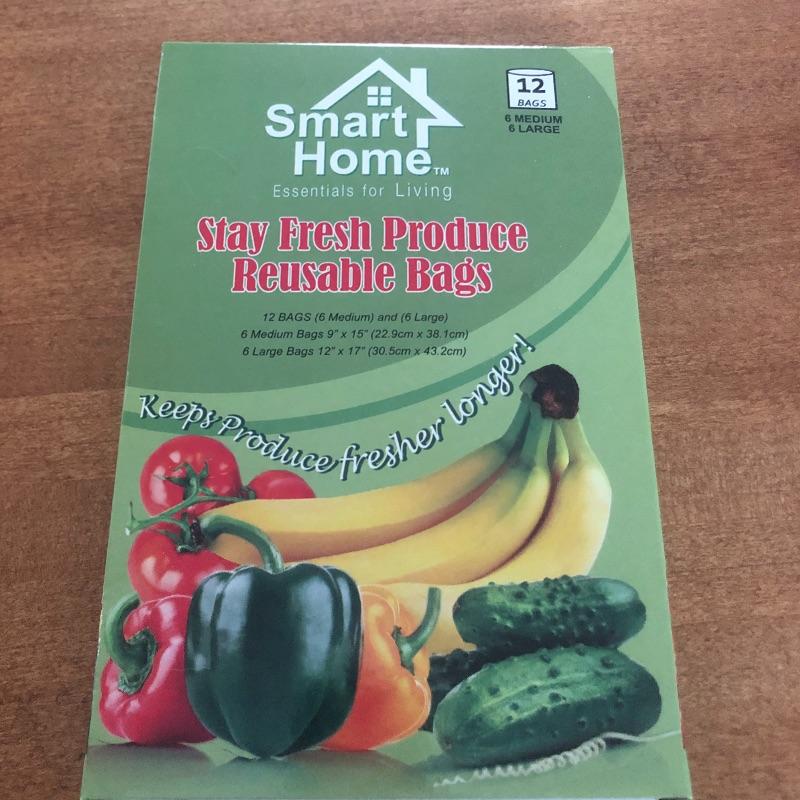 12
BAGS
6 MEDIUM
6 LARGE
Smart
Home™
Essentials for Living
Stay Fresh Produce
Reusable Bags
12 BAGS (6 Medium) and (6 Large)
6 Medium Bags 9" x 15" (22.9cm x 38.1cm)
6 Large Bags 12" x 17" (30.5cm x 43.2cm)
Keeps Produce fresher longer!